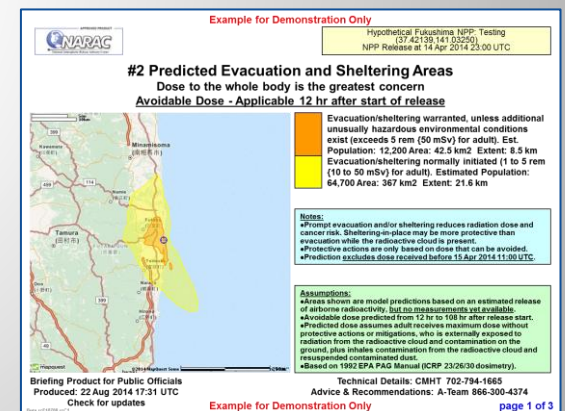 Example for Demonstration Only
NARAC
Hypothetical Fukushima NPP: Testing
(37.42139,141.03250)
NPP Release at 14 Apr 2014 23:00 UTC
#2 Predicted Evacuation and Sheltering Areas
Dose to the whole body is the greatest concern
Avoidable Dose - Applicable 12 hr after start of release
Minamisoma
Tamura
Evacuation/sheltering warranted, unless additional
unusually hazardous environmental conditions
exist (exceeds 5 rem {50 mSv} for adult). Est.
Population: 12,200 Area: 42.5 km2 Extent: 8.5 km
Evacuation/sheltering normally initiated (1 to 5 rem
{10 to 50 mSv} for adult). Estimated Population:
64,700 Area: 367 km2 Extent: 21.6 km
Notes:
●Prompt evacuation and/or sheltering reduces radiation dose and
cancer risk. Sheltering-in-place may be more protective than
evacuation while the radioactive cloud is present.
●Protective actions are only based on dose that can be avoided.
●Prediction excludes dose received before 15 Apr 2014 11:00 UTC.
Assumptions:
●Areas shown are model predictions based on an estimated release
of airborne radioactivity, but no measurements yet available.
●Avoidable dose predicted from 12 hr to 108 hr after release start.
●Predicted dose assumes adult receives maximum dose without
protective actions or mitigations, who is externally exposed to
radiation from the radioactive cloud and contamination on the
ground, plus inhales contamination from the radioactive cloud and
resuspended contaminated dust.
●Based on 1992 EPA PAG Manual (ICRP 23/26/30 dosimetry).
mapquest
Briefing Product for Public Officials
Produced: 22 Aug 2014 17:31 UTC
Check for updates
Technical Details: CMHT 702-794-1665
Advice & Recommendations: A-Team 866-300-4374
Example for Demonstration Only
page 1 of 3